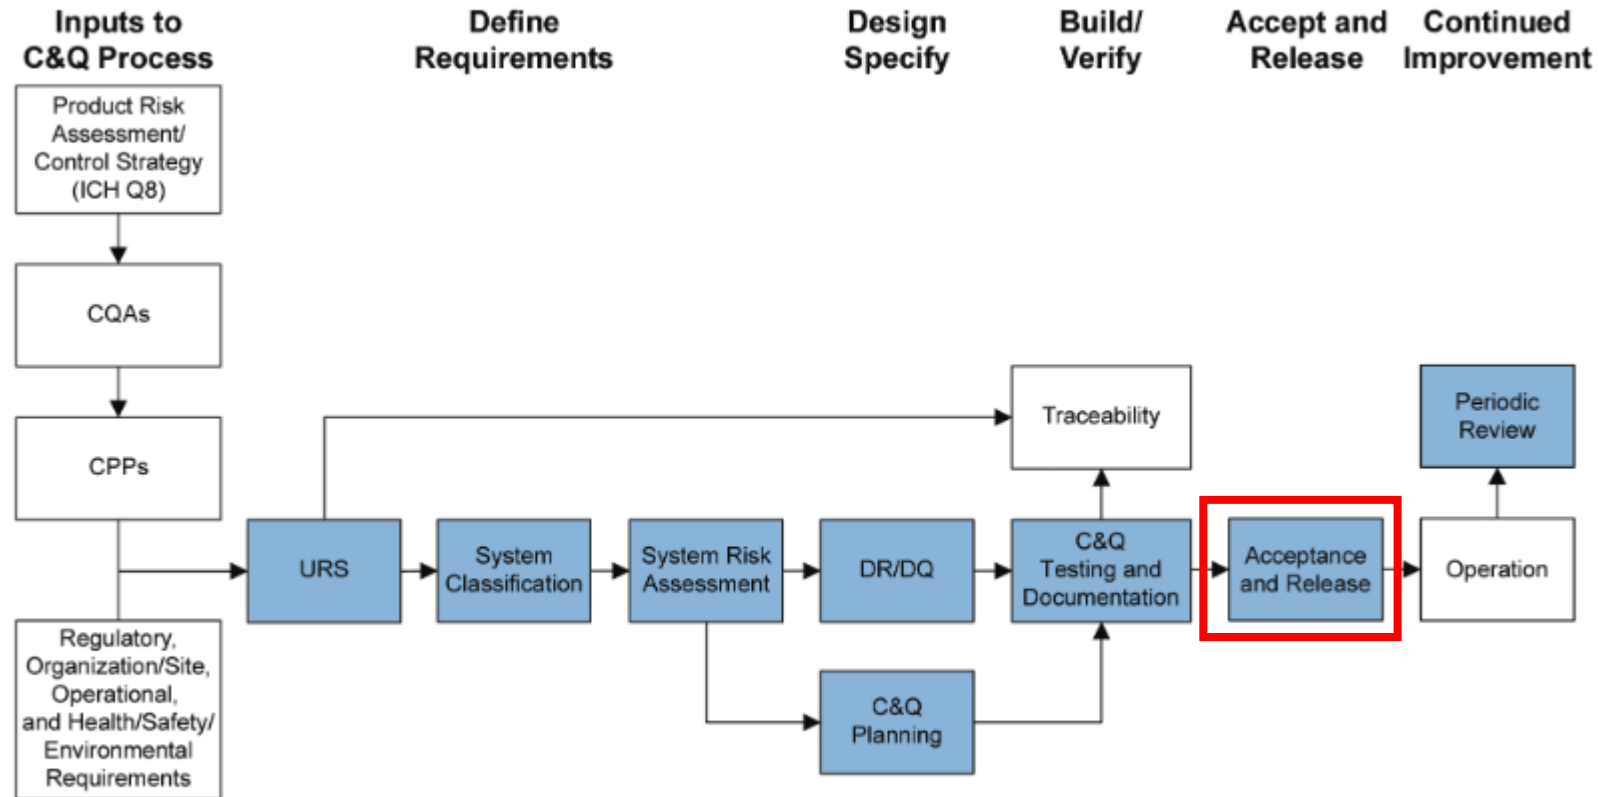 Inputs to
C&Q Process
Define
Requirements
Design
Specify
Build/
Verify
Accept and
Release
Continued
Improvement
Product Risk
Assessment/
Control Strategy
(ICH Q8)
CQAs
CPPs
Regulatory,
Organization/Site,
Operational,
and Health/Safety/
Environmental
Requirements
URS
System
Classification
System Risk
Assessment
DR/DQ
C&Q
Planning
Traceability
C&Q
Testing and
Documentation
Acceptance
and Release
Operation
Periodic
Review